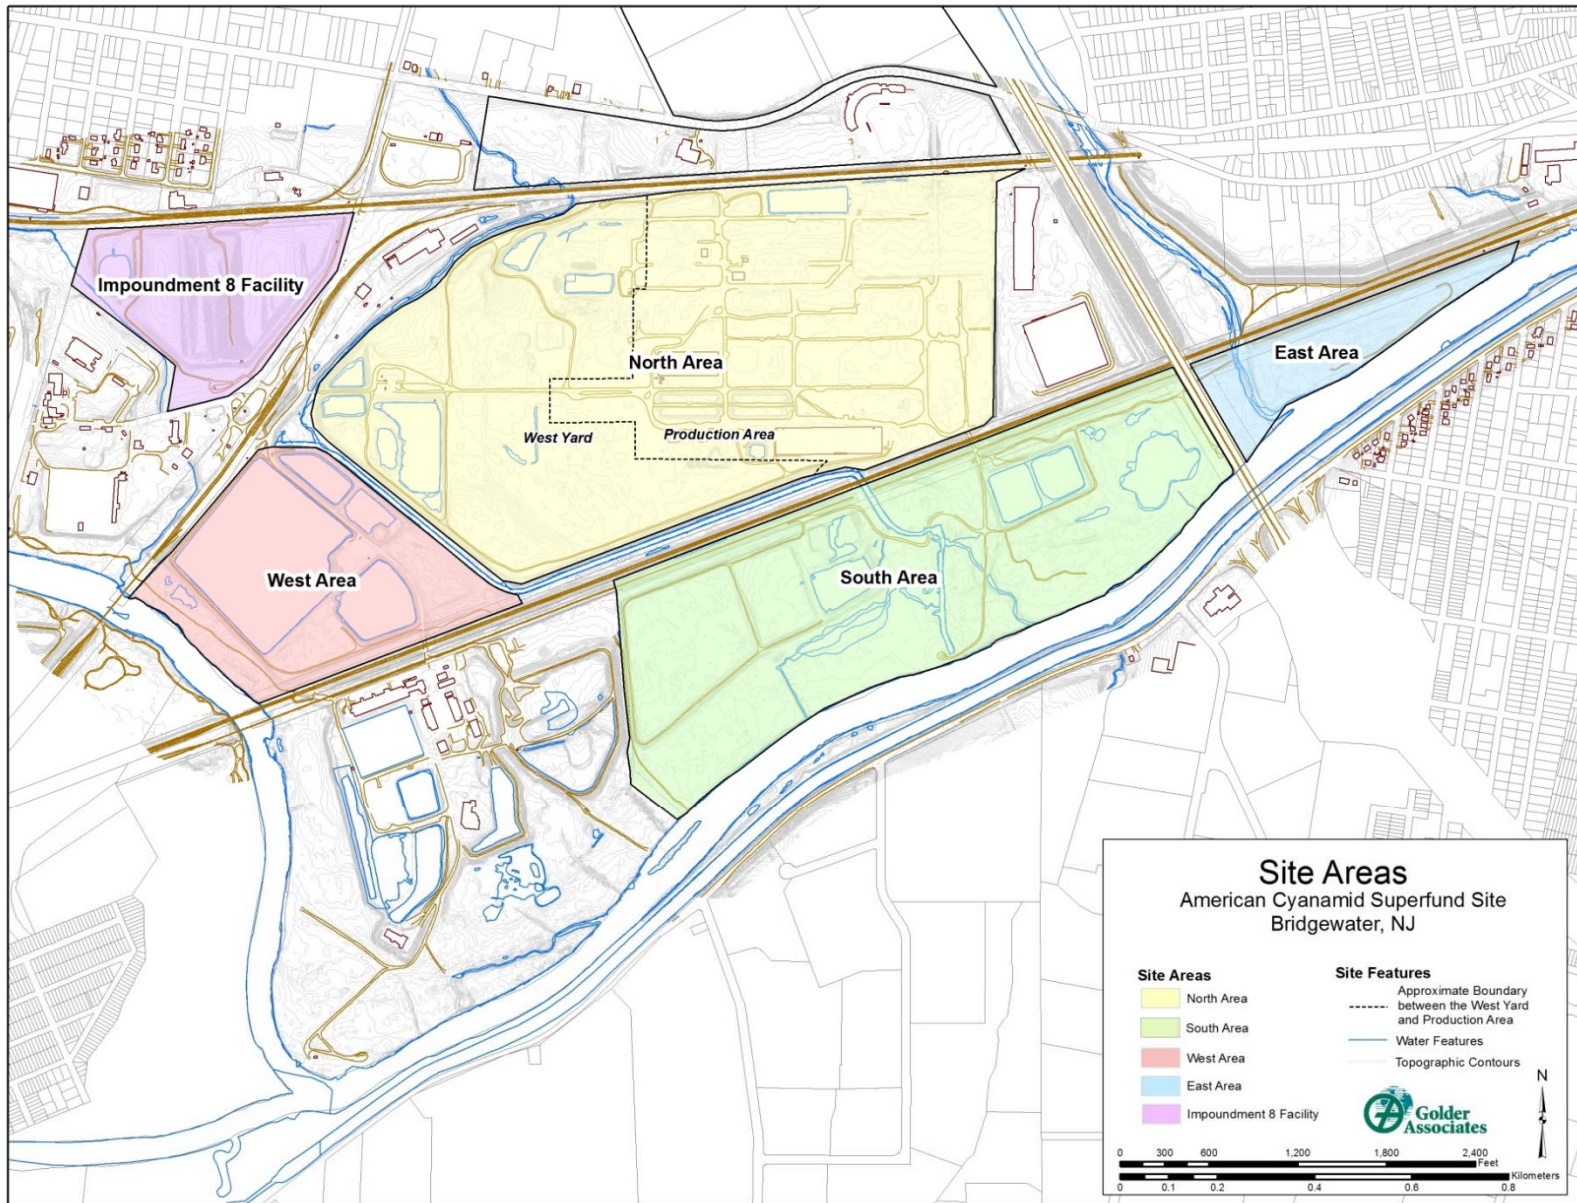 Impoundment 8 Facility
North Area
East Area
West Yard
Production Area
West Area
South Area
Site Areas
American Cyanamid Superfund Site
Bridgewater, NJ
Site Areas
North Area
South Area
West Area
East Area
Impoundment 8 Facility
Site Features
Approximate Boundary
between the West Yard
and Production Area
Water Features
Topographic Contours
N
Golder
Associates
0 300 600 1,200 1,800 2,400
Feet
Kilometers
0 0.1 0.2 0.4 0.6 0.8